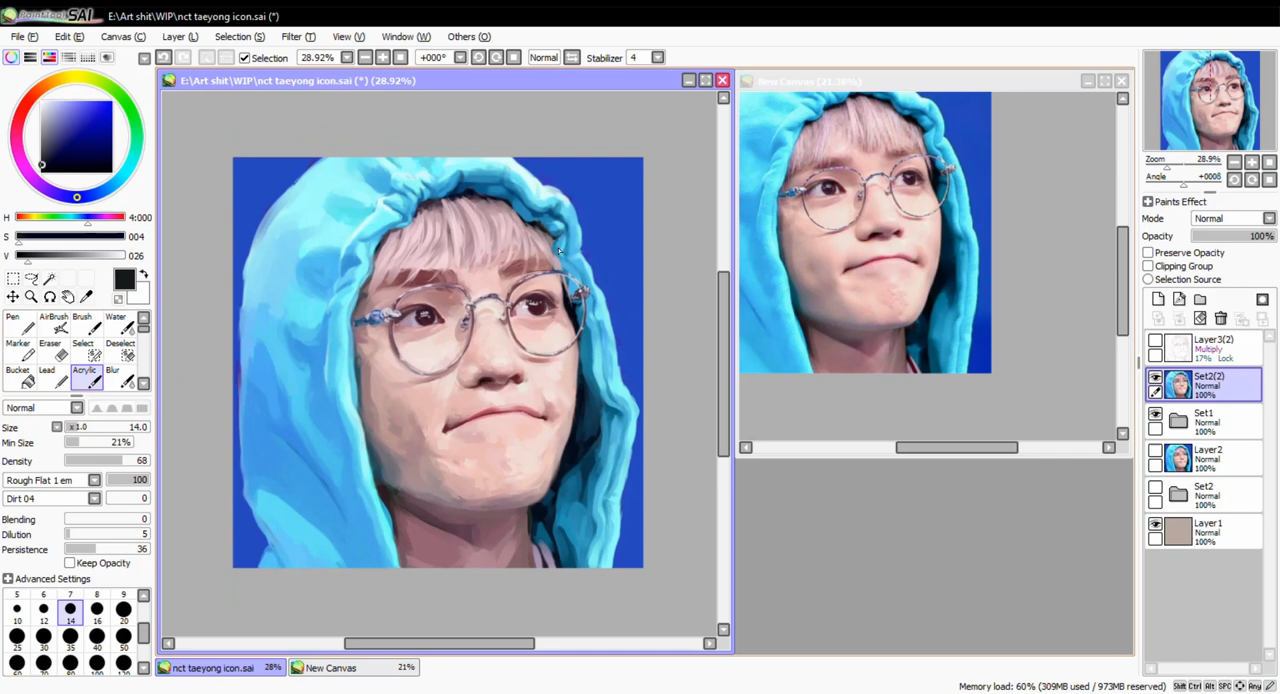 PaintTool SAI E:\Art shit\WIP\nct taeyong icon.sai (*)
File (F) Edit (E) Canvas (C) Layer (L) Selection (S) Filter (T) View (V) Window (W) Others (O)
Selection 28.92% +000° Normal Stabilizer 4
E:\Art shit\WIP\nct taeyong icon.sai (*) (28.92%)
New Canvas (21.30%)
H 4:000
S 004
V 026
Pen AirBrush Brush Water
Marker Eraser Select Deselect
Bucket Lead Acrylic Blur
Normal
Size x1.0 14.0
Min Size 21%
Density 68
Rough Flat 1 em 100
Dirt 04 0
Blending 0
Dilution 5
Persistence 36
Keep Opacity
Advanced Settings
5 6 7 8 9
10 12 14 16 20
25 30 35 40 50
nct taeyong icon.sai 28% New Canvas 21%
Zoom 28.9%
Angle +000ß
Paints Effect
Mode Normal
Opacity 100%
Preserve Opacity
Clipping Group
Selection Source
Layer3(2)
Multiply
17% Lock
Set2(2)
Normal
100%
Set1
Normal
100%
Layer2
Normal
100%
Set2
Normal
100%
Layer1
Normal
100%
Memory load: 60% (309MB used / 973MB reserved) Shift Ctrl Alt SPC Any